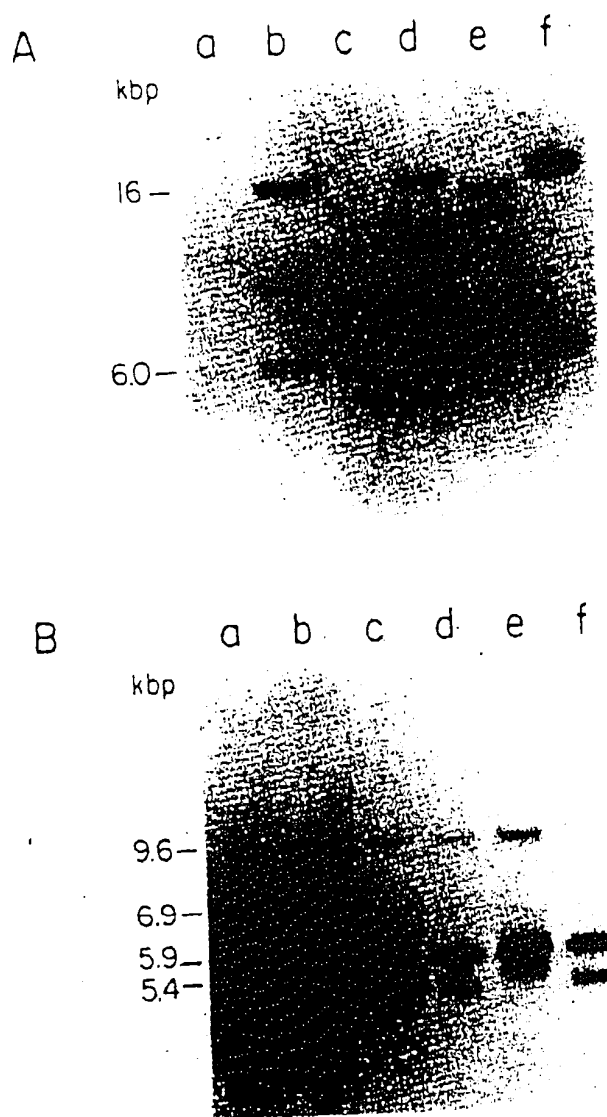 A a b c d e f
kbp
16 –
6.0 –
B a b c d e f
kbp
9.6 –
6.9 –
5.9 –
5.4 –